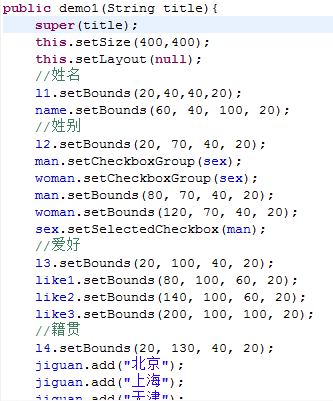 public demo1(String title){
super(title);
this.setSize(400,400);
this.setLayout(null);
//姓名
l1.setBounds(20,40,40,20);
name.setBounds(60, 40, 100, 20);
//姓别
l2.setBounds(20, 70, 40, 20);
man.setCheckboxGroup(sex);
woman.setCheckboxGroup(sex);
man.setBounds(80, 70, 40, 20);
woman.setBounds(120, 70, 40, 20);
sex.setSelectedCheckbox(man);
//爱好
l3.setBounds(20, 100, 40, 20);
like1.setBounds(80, 100, 60, 20);
like2.setBounds(140, 100, 60, 20);
like3.setBounds(200, 100, 100, 20);
//籍贯
l4.setBounds(20, 130, 40, 20);
jiguan.add("北京");
jiguan.add("上海");
jiguan.add("天津");